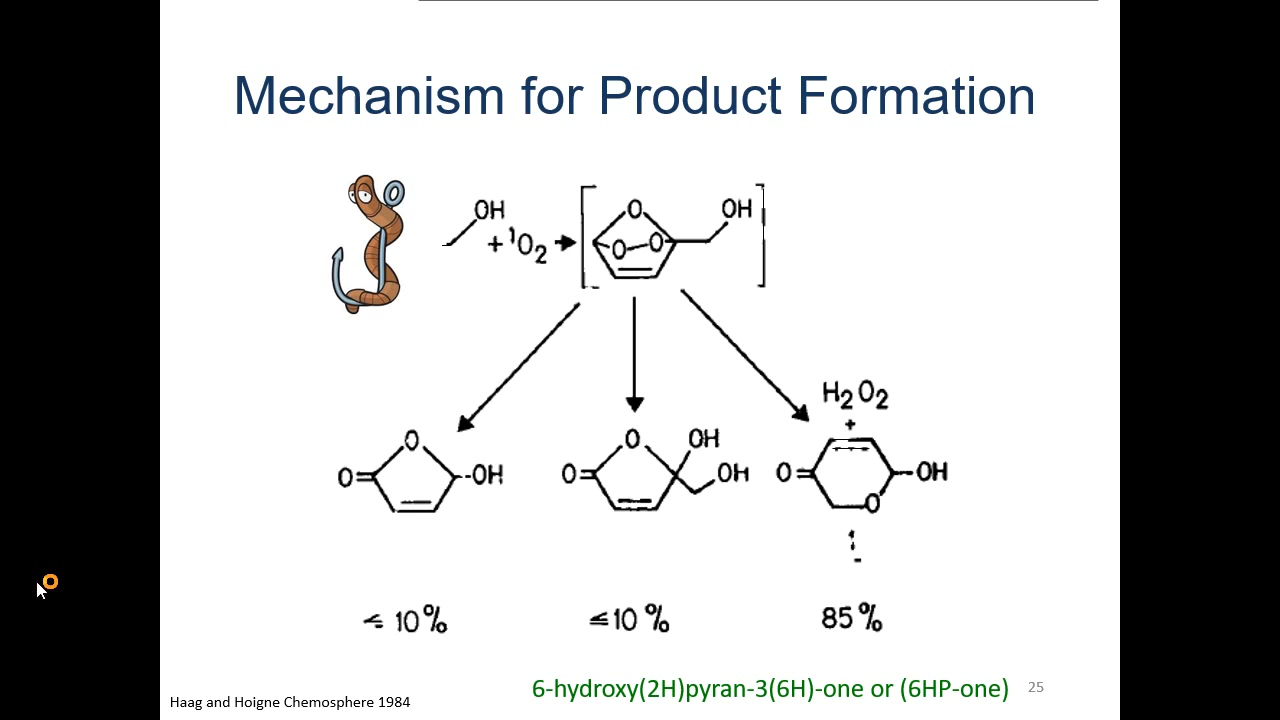 Mechanism for Product Formation
OH
+ ¹O₂
O
O–O
OH
H₂O₂
+
O
O
OH
O
O
OH
OH
O
O
OH
≤ 10%
≤ 10%
85%
6-hydroxy(2H)pyran-3(6H)-one or (6HP-one)
25
Haag and Hoigne Chemosphere 1984